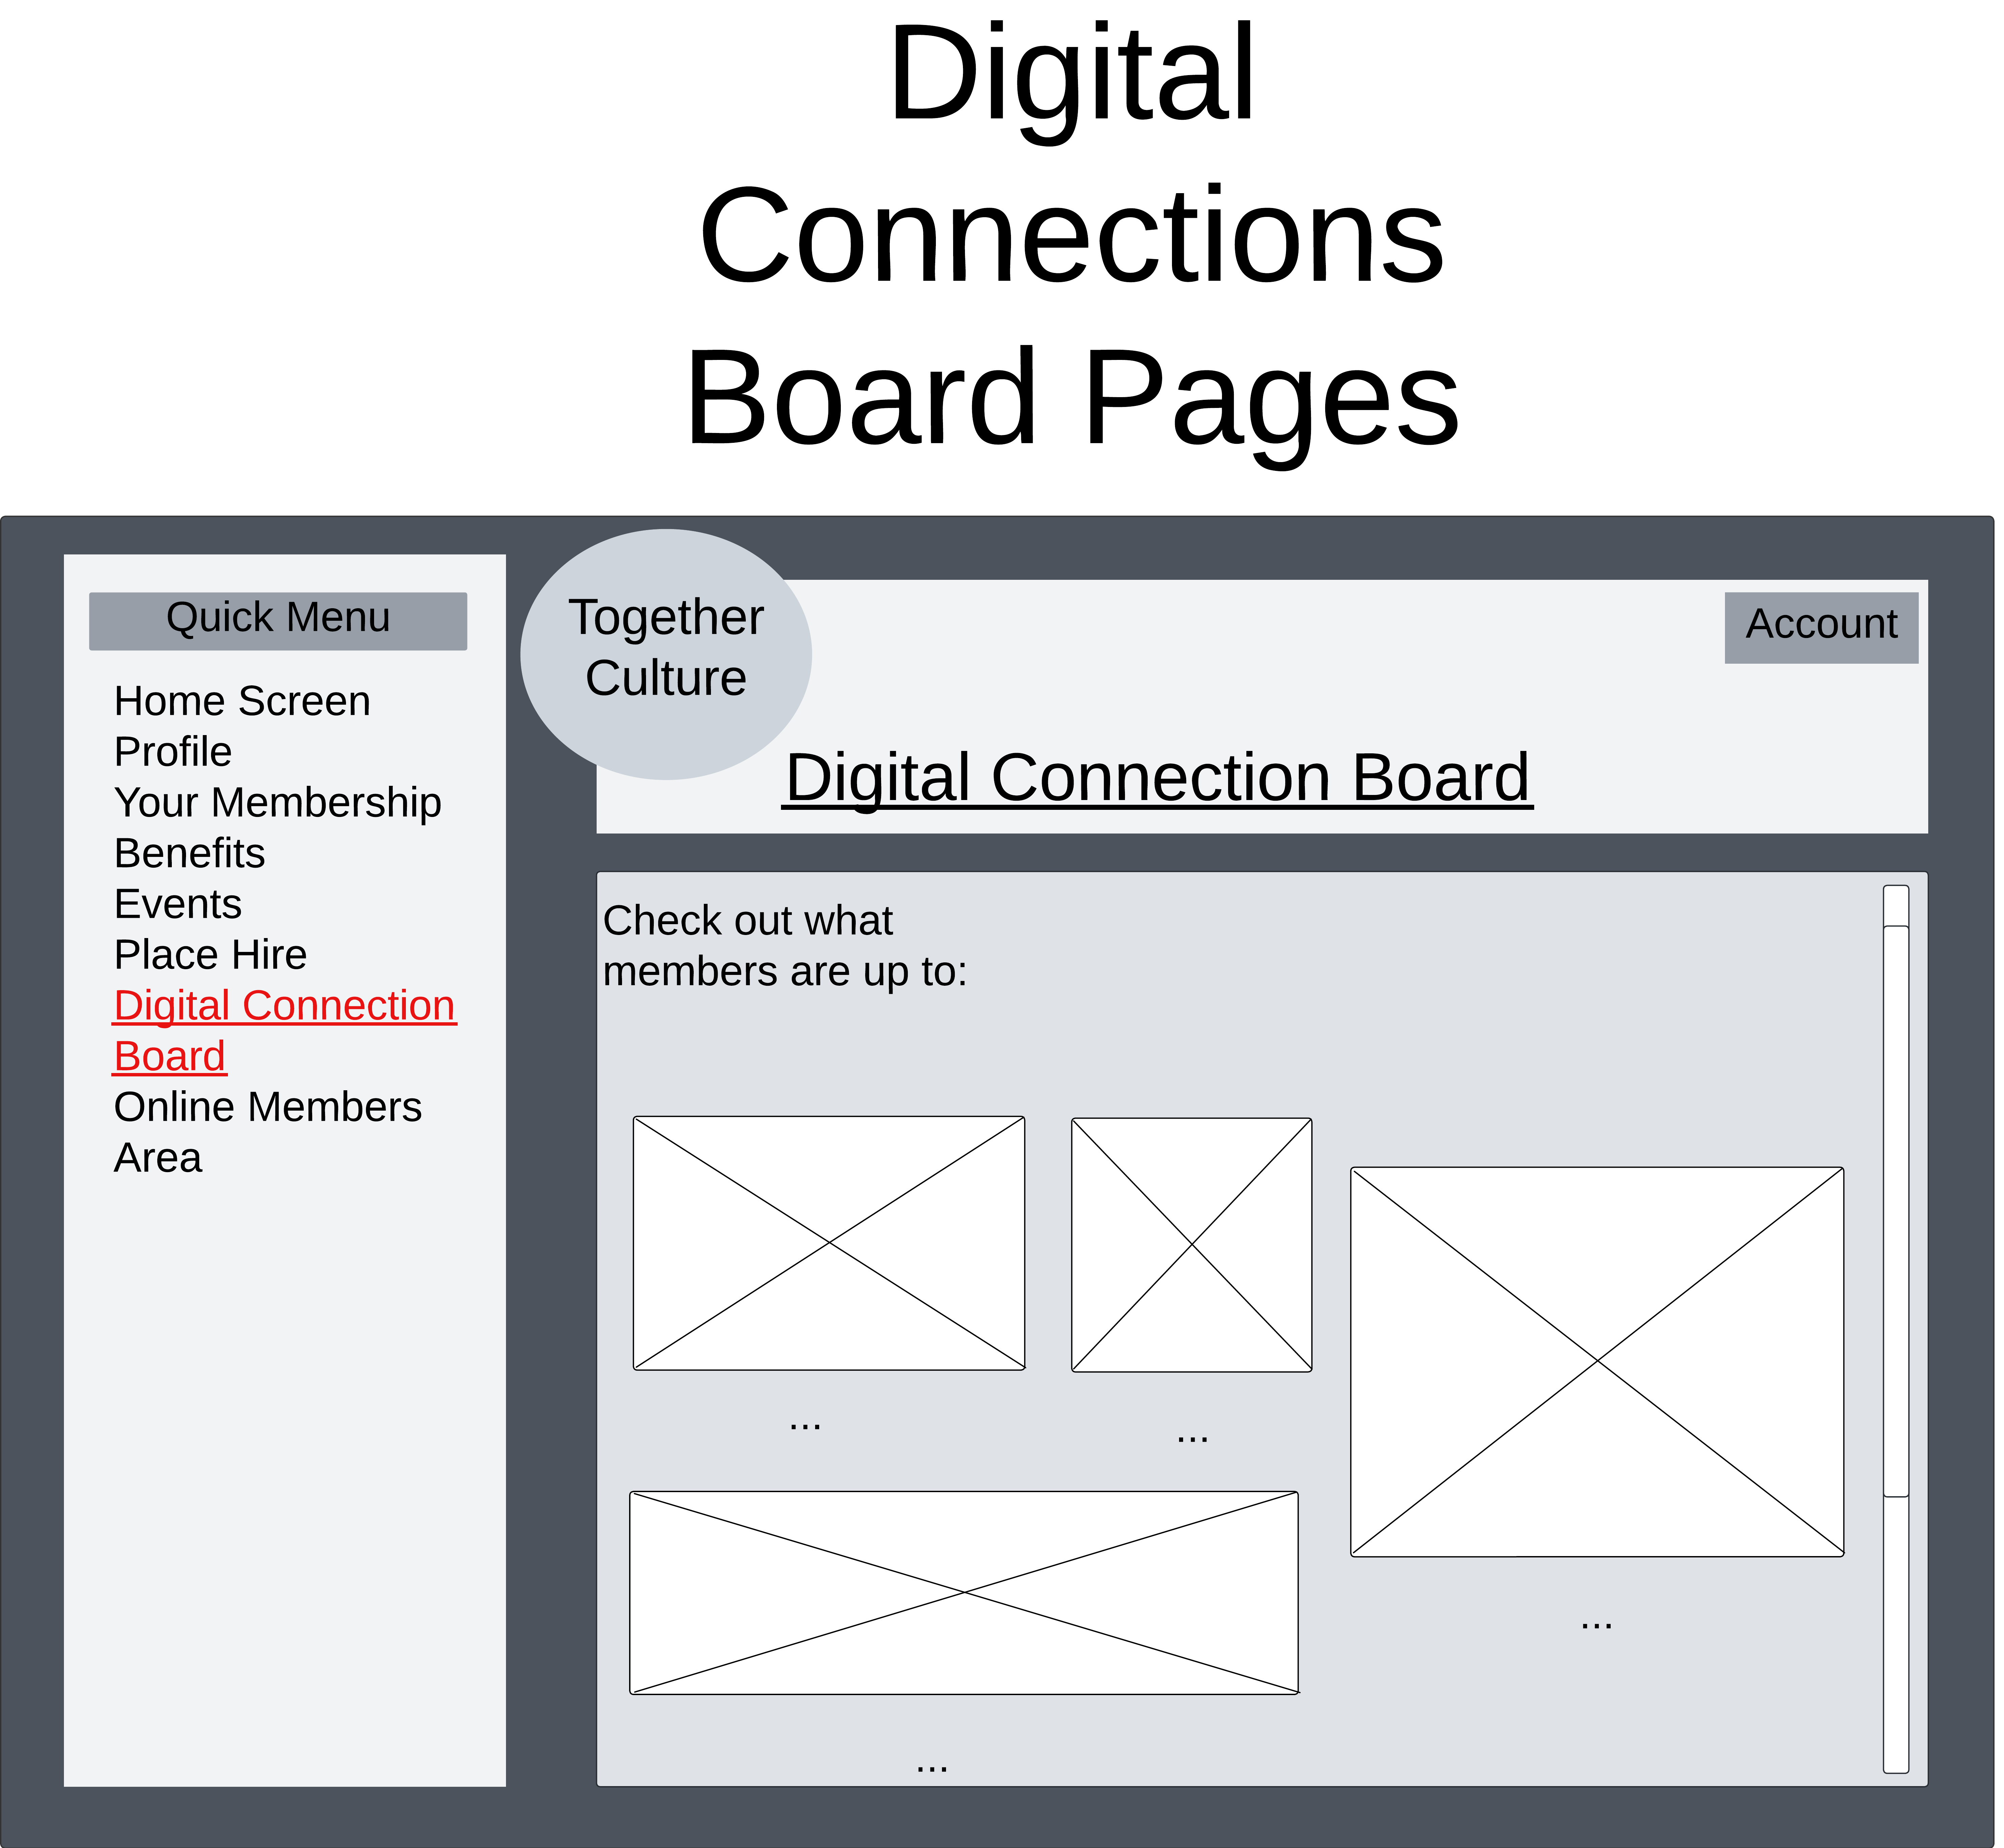 Digital
Connections
Board Pages
Quick Menu
Home Screen
Profile
Your Membership
Benefits
Events
Place Hire
Digital Connection
Board
Online Members
Area
Together
Culture
Account
Digital Connection Board
Check out what
members are up to:
...
...
...
...